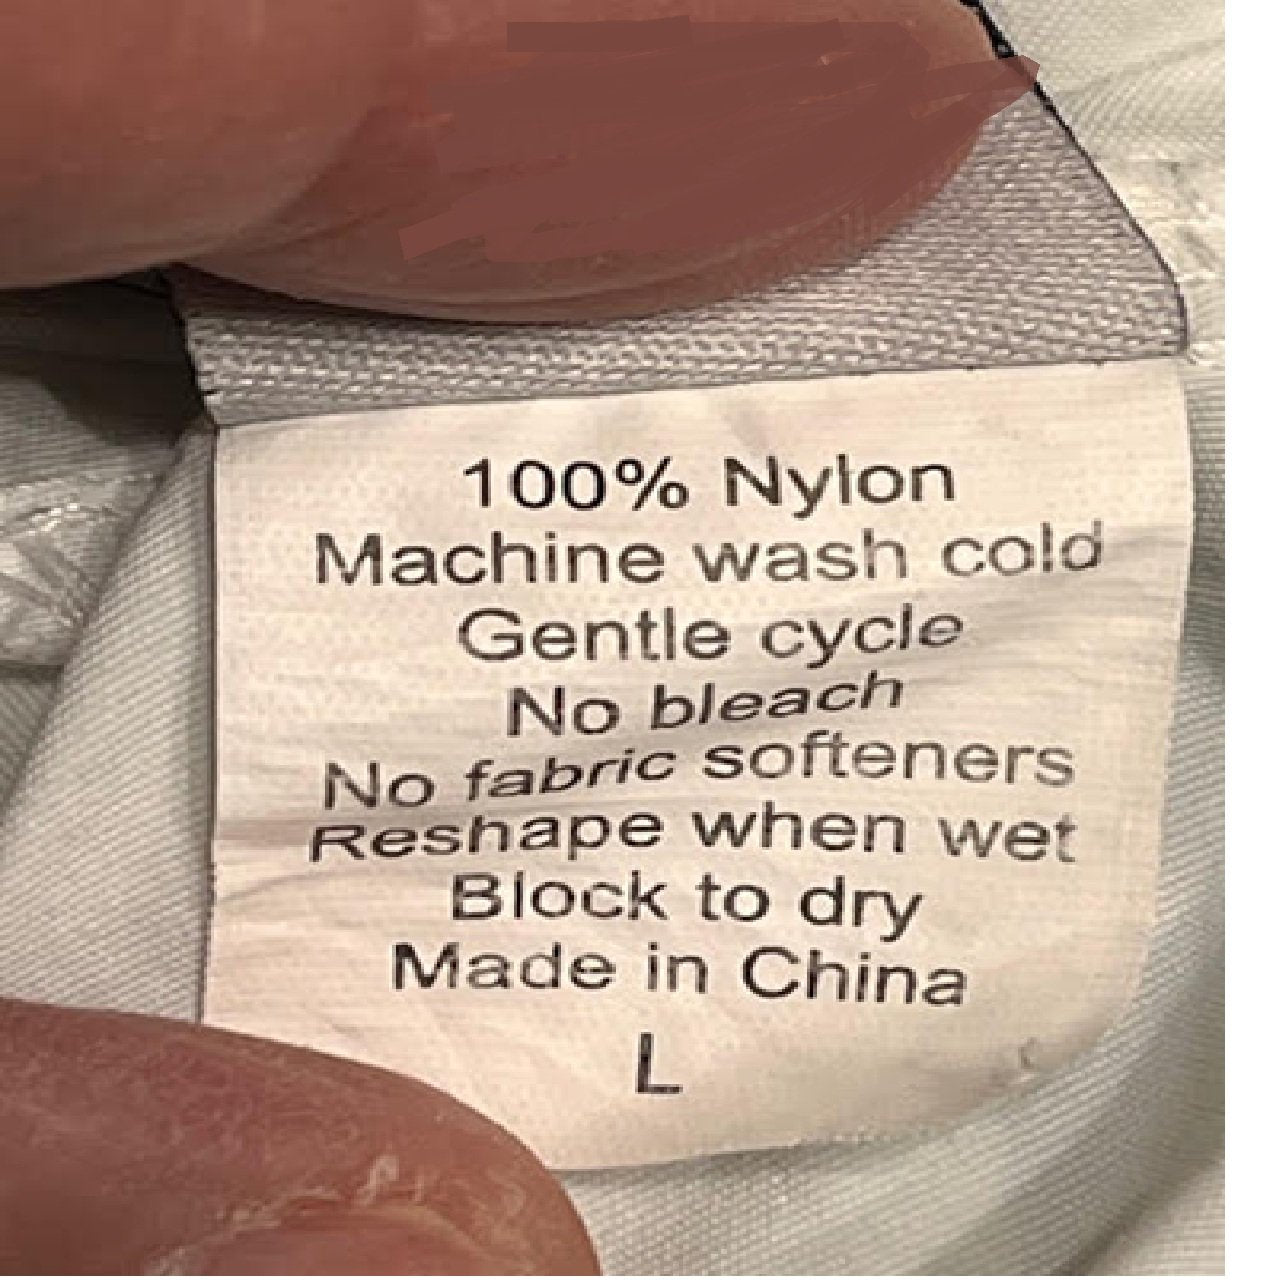 100% Nylon
Machine wash cold
Gentle cycle
No bleach
No fabric softeners
Reshape when wet
Block to dry
Made in China
L